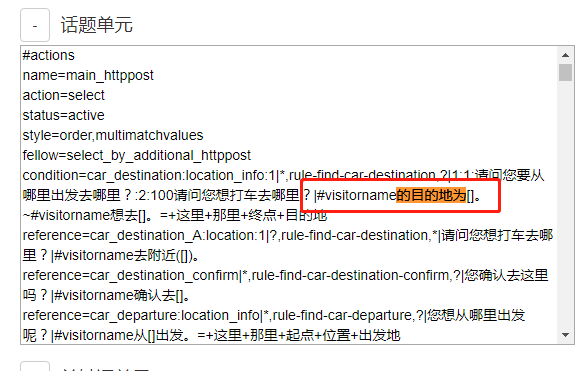 - 话题单元
#actions
name=main_httppost
action=select
status=active
style=order,multimatchvalues
fellow=select_by_additional_httppost
condition=car_destination:location_info:1|*,rule-find-car-destination,?|1:1:请问您要从
哪里出发去哪里？:2:100请问您想打车去哪里？|#visitorname的目的地为[]。
~#visitorname想去[]。=+这里+那里+终点+目的地
reference=car_destination_A:location:1|?,rule-find-car-destination,*|请问您想打车去哪
里？|#visitorname去附近([])。
reference=car_destination_confirm|*,rule-find-car-destination-confirm,?|您确认去这里
吗？|#visitorname确认去[]。
reference=car_departure:location_info|*,rule-find-car-departure,?|您想从哪里出发
呢？|#visitorname从[]出发。=+这里+那里+起点+位置+出发地